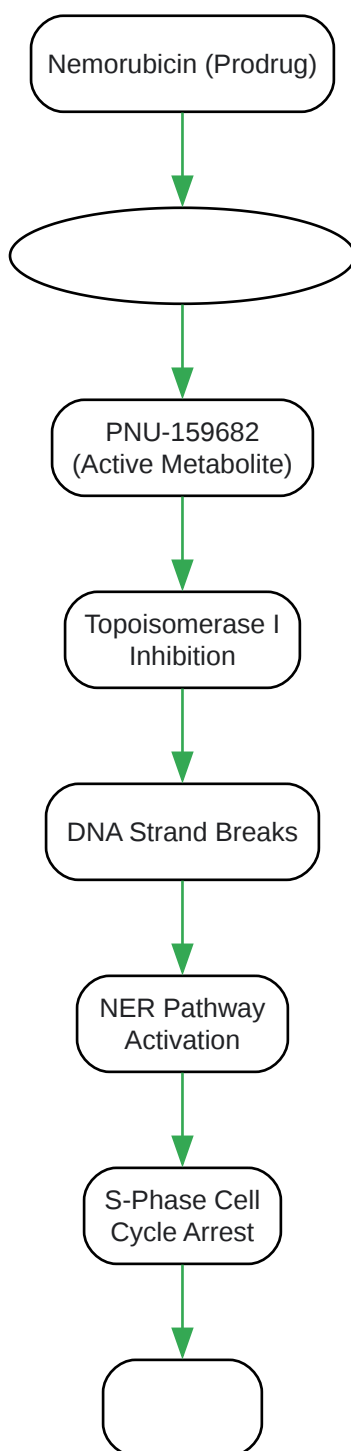 Nemorubicin (Prodrug)
PNU-159682
(Active Metabolite)
Topoisomerase I
Inhibition
DNA Strand Breaks
NER Pathway
Activation
S-Phase Cell
Cycle Arrest